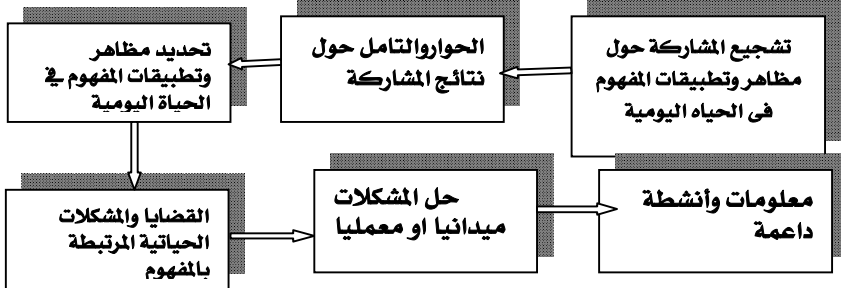 تشجيع المشاركة حول
مظاهر وتطبيقات المفهوم
فى الحياه اليومية
الحواروالتامل حول
نتائج المشاركة
تحديد مظاهر
وتطبيقات المفهوم في
الحياة اليومية
القضايا والمشكلات
الحياتية المرتبطة
بالمفهوم
حل المشكلات
ميدانيا او معمليا
معلومات وأنشطة
داعمة